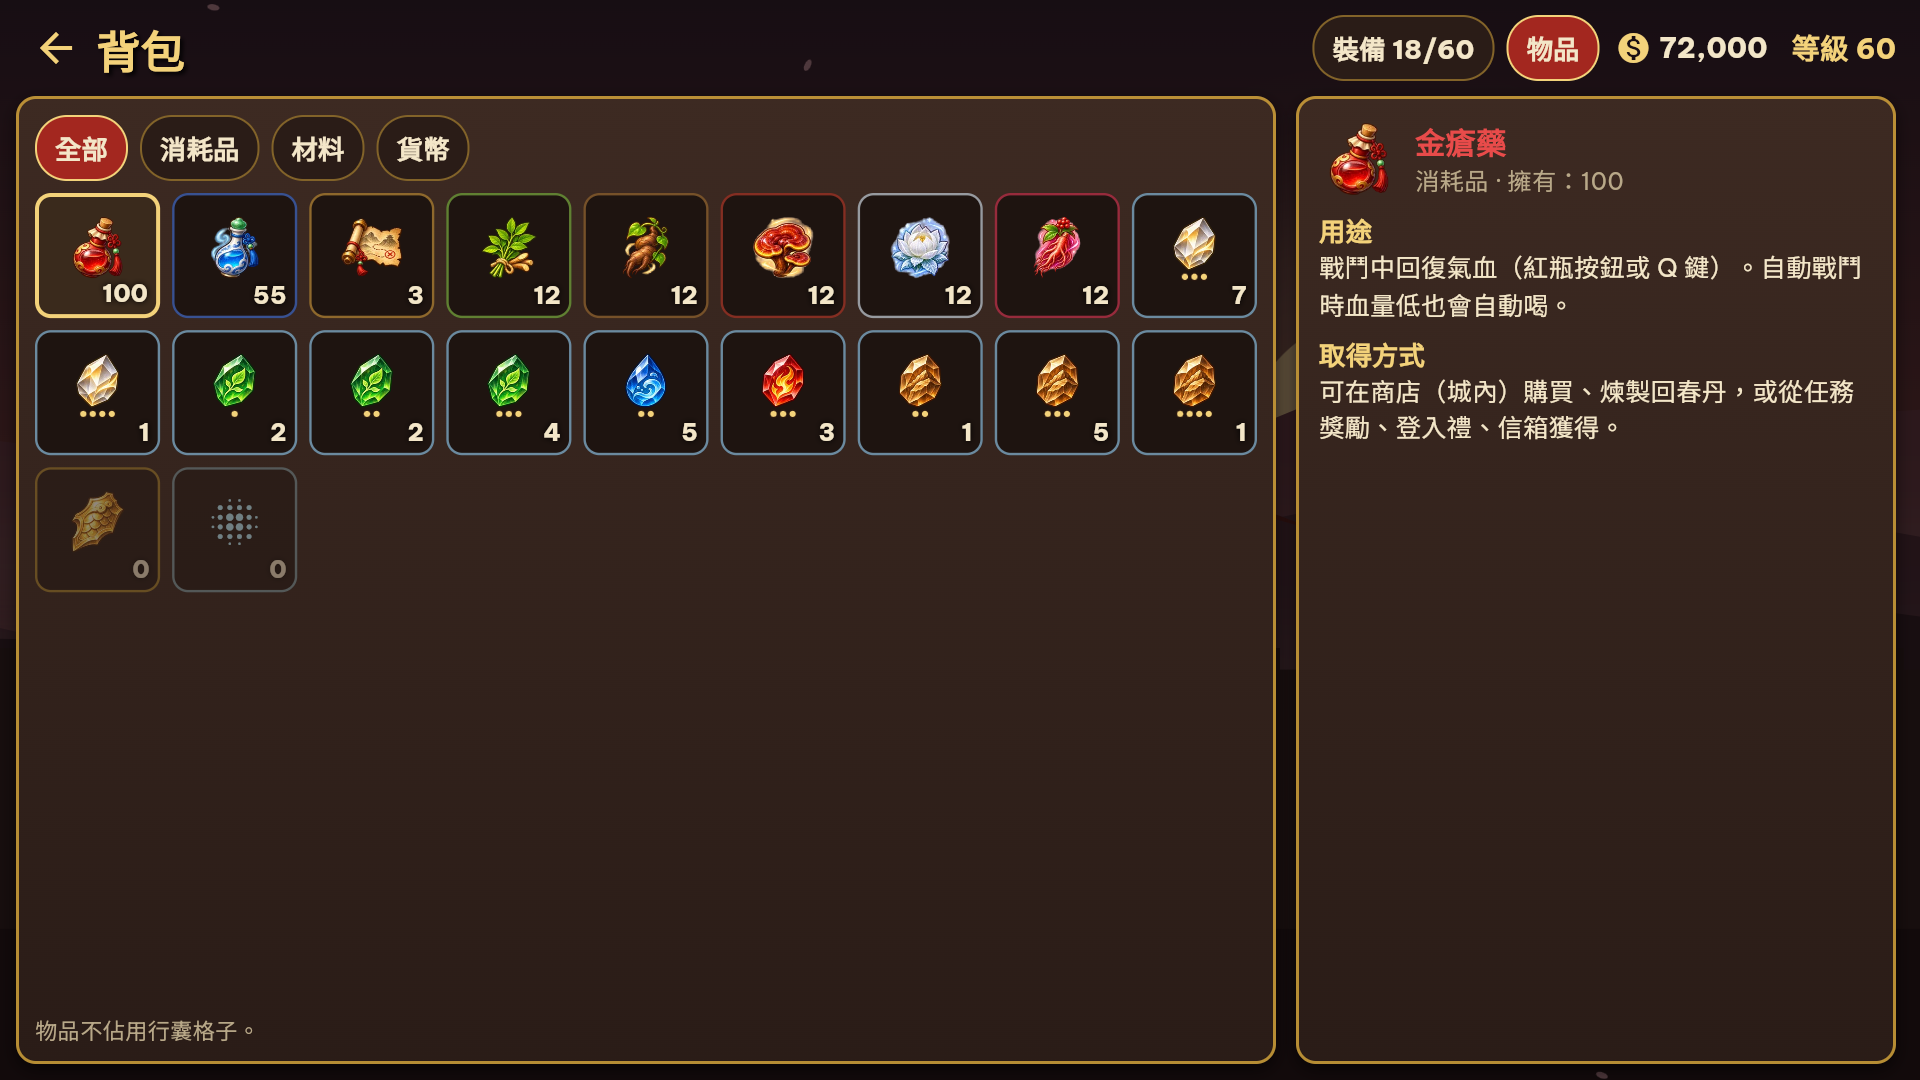 背包
裝備 18/60
物品
72,000
等級 60
全部
消耗品
材料
貨幣
100
55
3
12
12
12
12
12
7
1
2
2
4
5
3
1
5
1
0
0
物品不佔用行囊格子。
金瘡藥
消耗品 · 擁有：100
用途
戰鬥中回復氣血（紅瓶按鈕或 Q 鍵）。自動戰鬥
時血量低也會自動喝。
取得方式
可在商店（城內）購買、煉製回春丹，或從任務
獎勵、登入禮、信箱獲得。